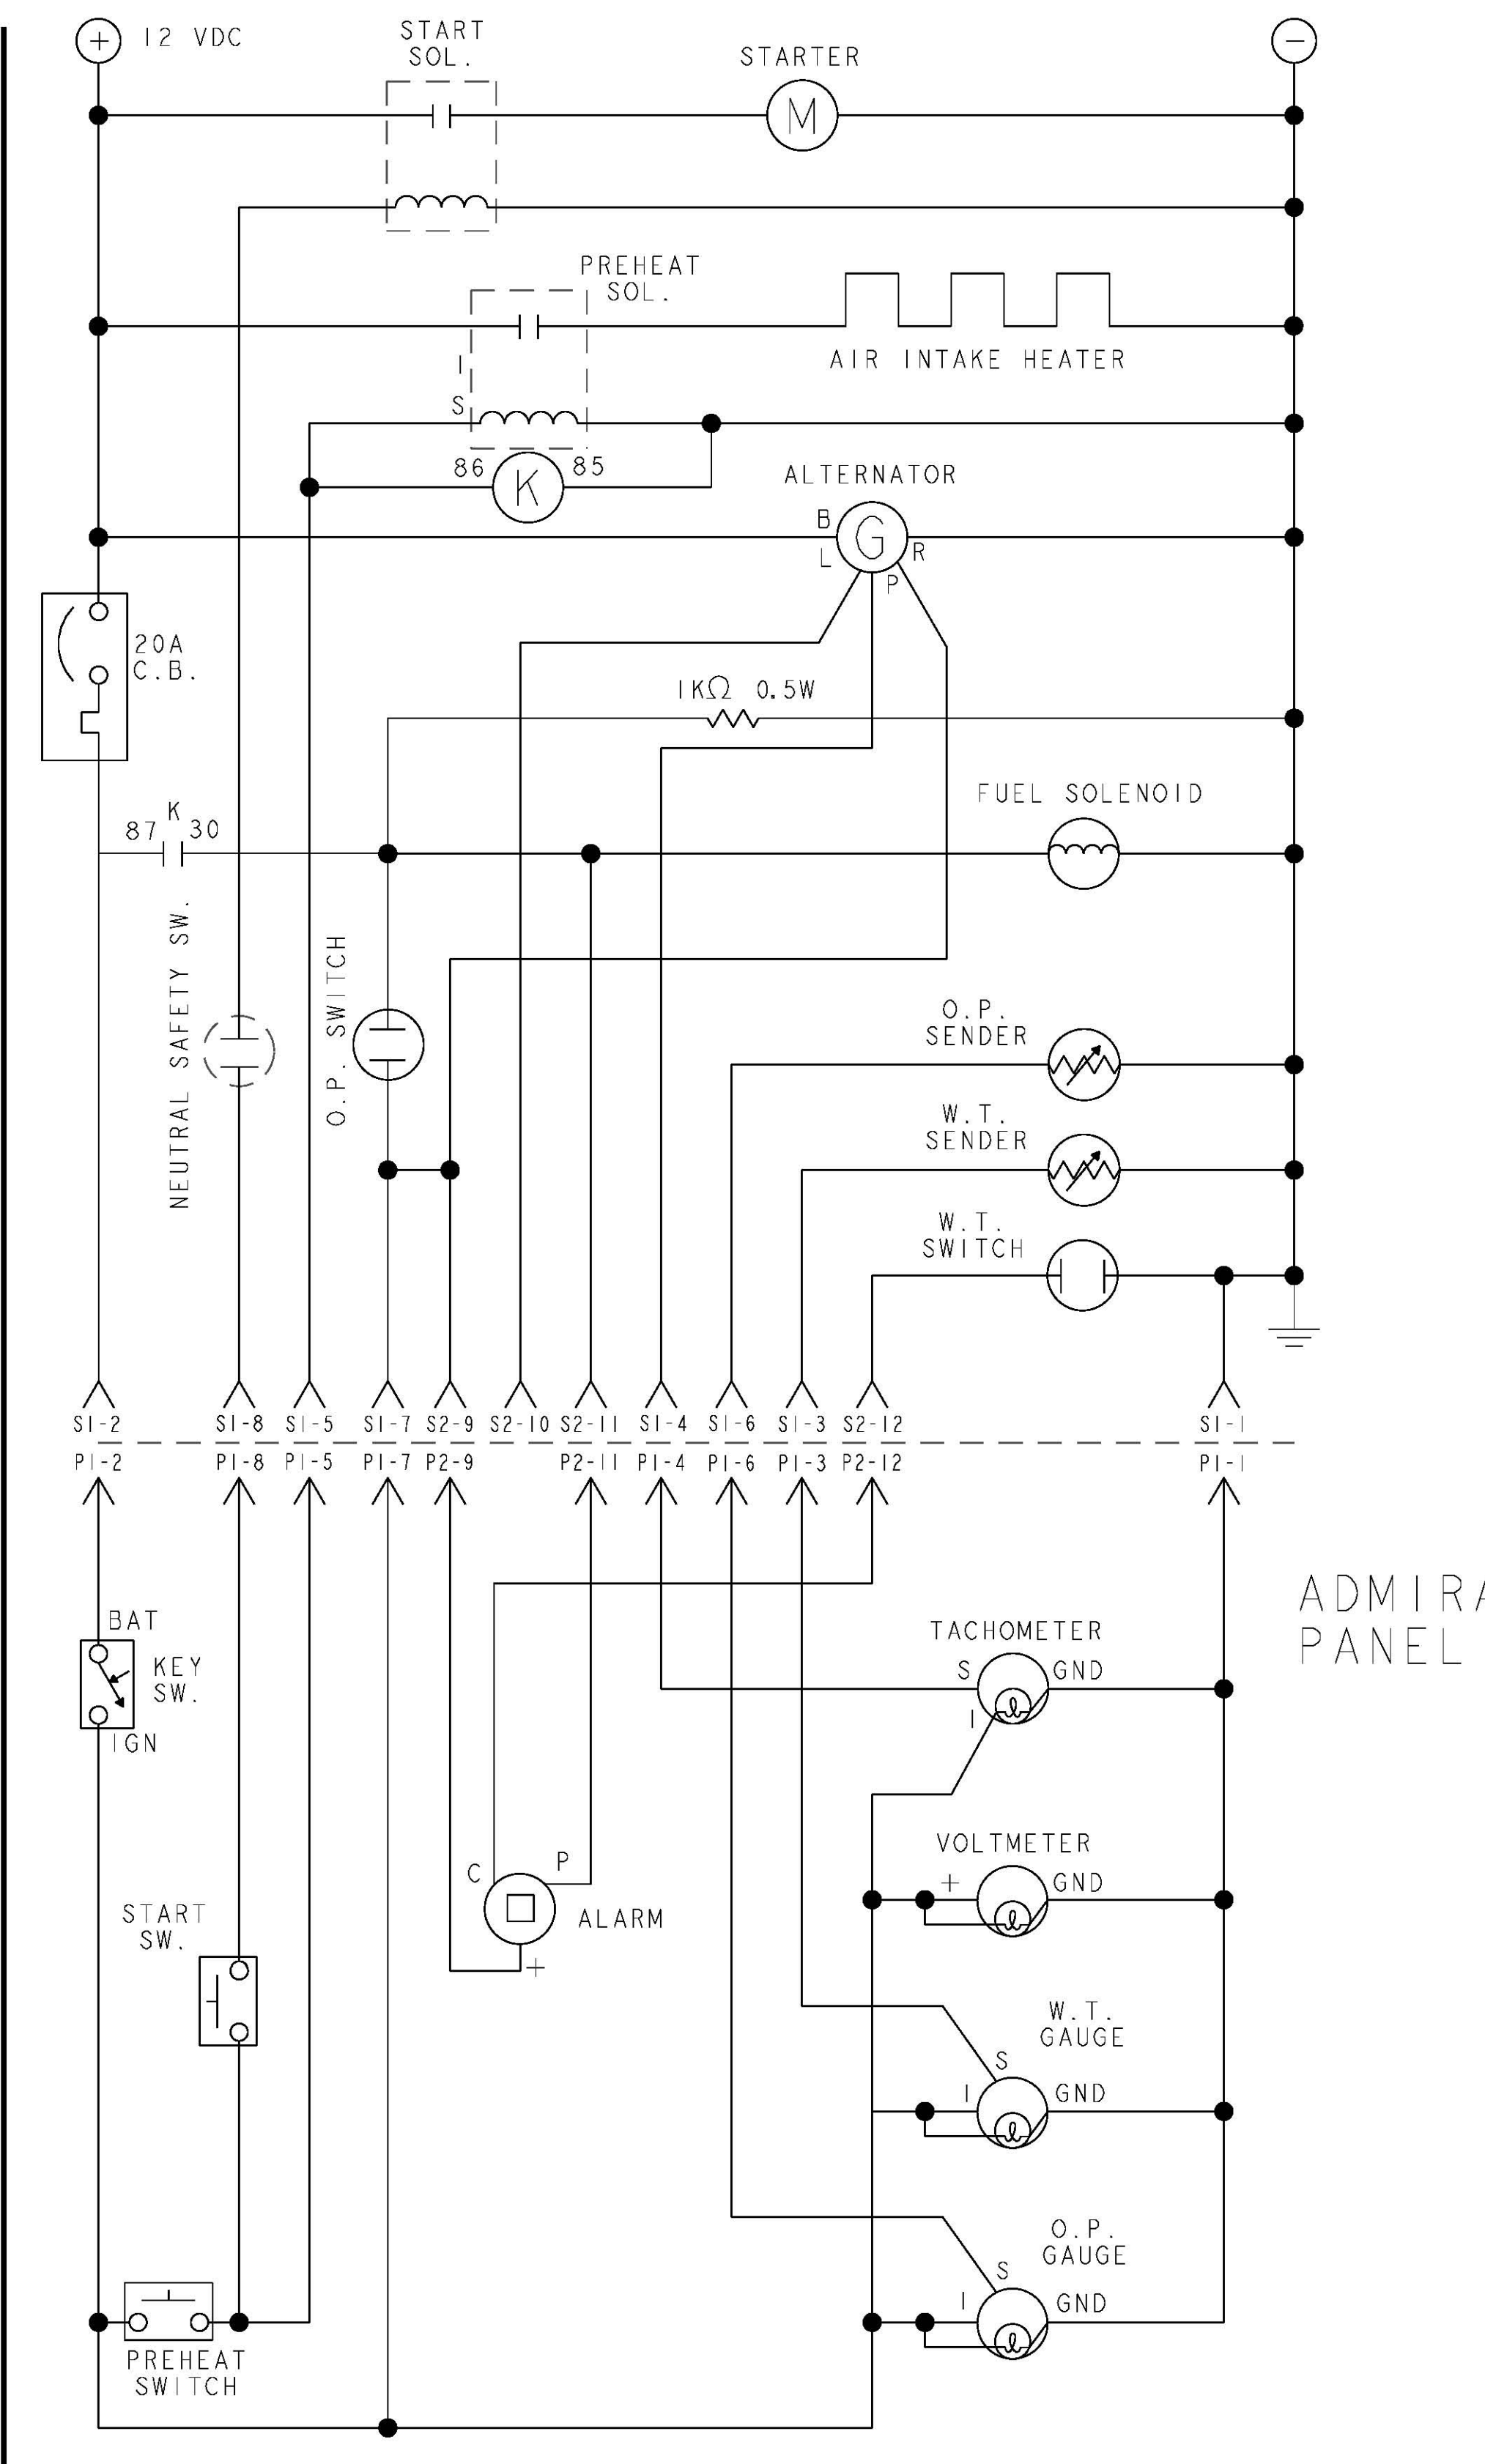 + 12 VDC
START
SOL.
STARTER
−
M
PREHEAT
SOL.
I
AIR INTAKE HEATER
S
86 K 85
ALTERNATOR
B G
L R
P
20A
C.B.
1KΩ 0.5W
FUEL SOLENOID
K
87 30
NEUTRAL SAFETY SW.
O.P. SWITCH
O.P.
SENDER
W.T.
SENDER
W.T.
SWITCH
S1-2 S1-8 S1-5 S1-7 S2-9 S2-10 S2-11 S1-4 S1-6 S1-3 S2-12 S1-1
P1-2 P1-8 P1-5 P1-7 P2-9 P2-11 P1-4 P1-6 P1-3 P2-12 P1-1
ADMIRA
PANEL
BAT
KEY
SW.
IGN
TACHOMETER
S GND
I
VOLTMETER
+ GND
C P
ALARM
+
START
SW.
W.T.
GAUGE
S
I GND
O.P.
GAUGE
S
I GND
PREHEAT
SWITCH